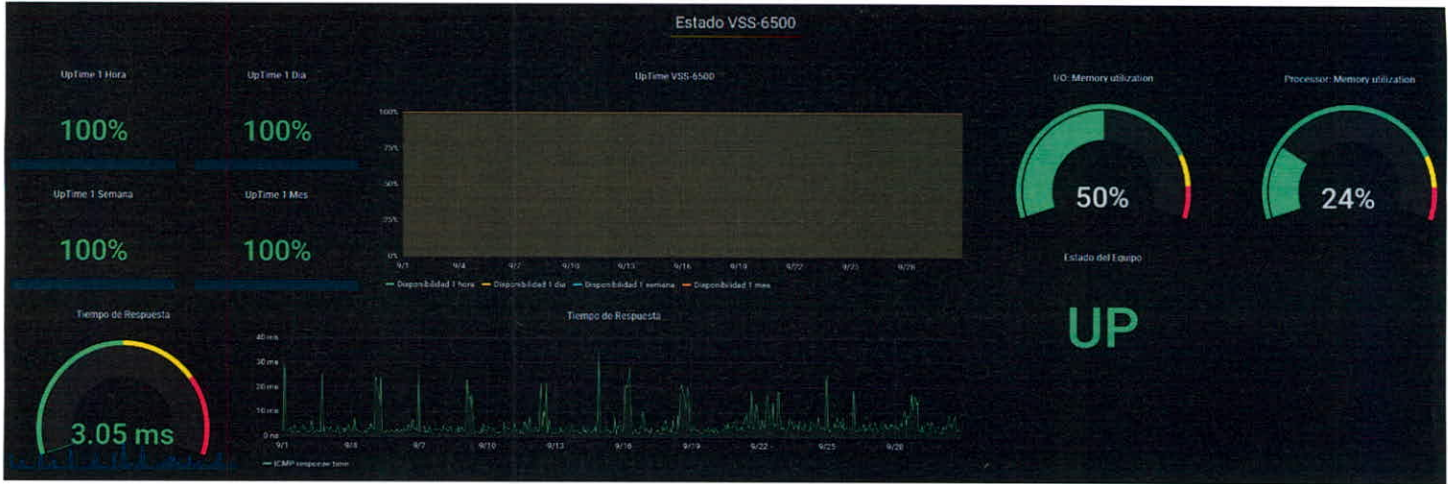 Estado VSS-6500
UpTime 1 Hora
100%
UpTime 1 Dia
100%
UpTime 1 Semana
100%
UpTime 1 Mes
100%
UpTime VSS-6500
100%
75%
50%
25%
0%
9/1 9/4 9/7 9/10 9/13 9/16 9/19 9/22 9/25 9/28
Disponibilidad 1 hora Disponibilidad 1 dia Disponibilidad 1 semana Disponibilidad 1 mes
I/O: Memory utilization
50%
Processor: Memory utilization
24%
Estado del Equipo
UP
Tiempo de Respuesta
3.05 ms
Tiempo de Respuesta
40 ms
30 ms
20 ms
10 ms
0 ns
9/1 9/4 9/7 9/10 9/13 9/16 9/19 9/22 9/25 9/28
ICMP response time